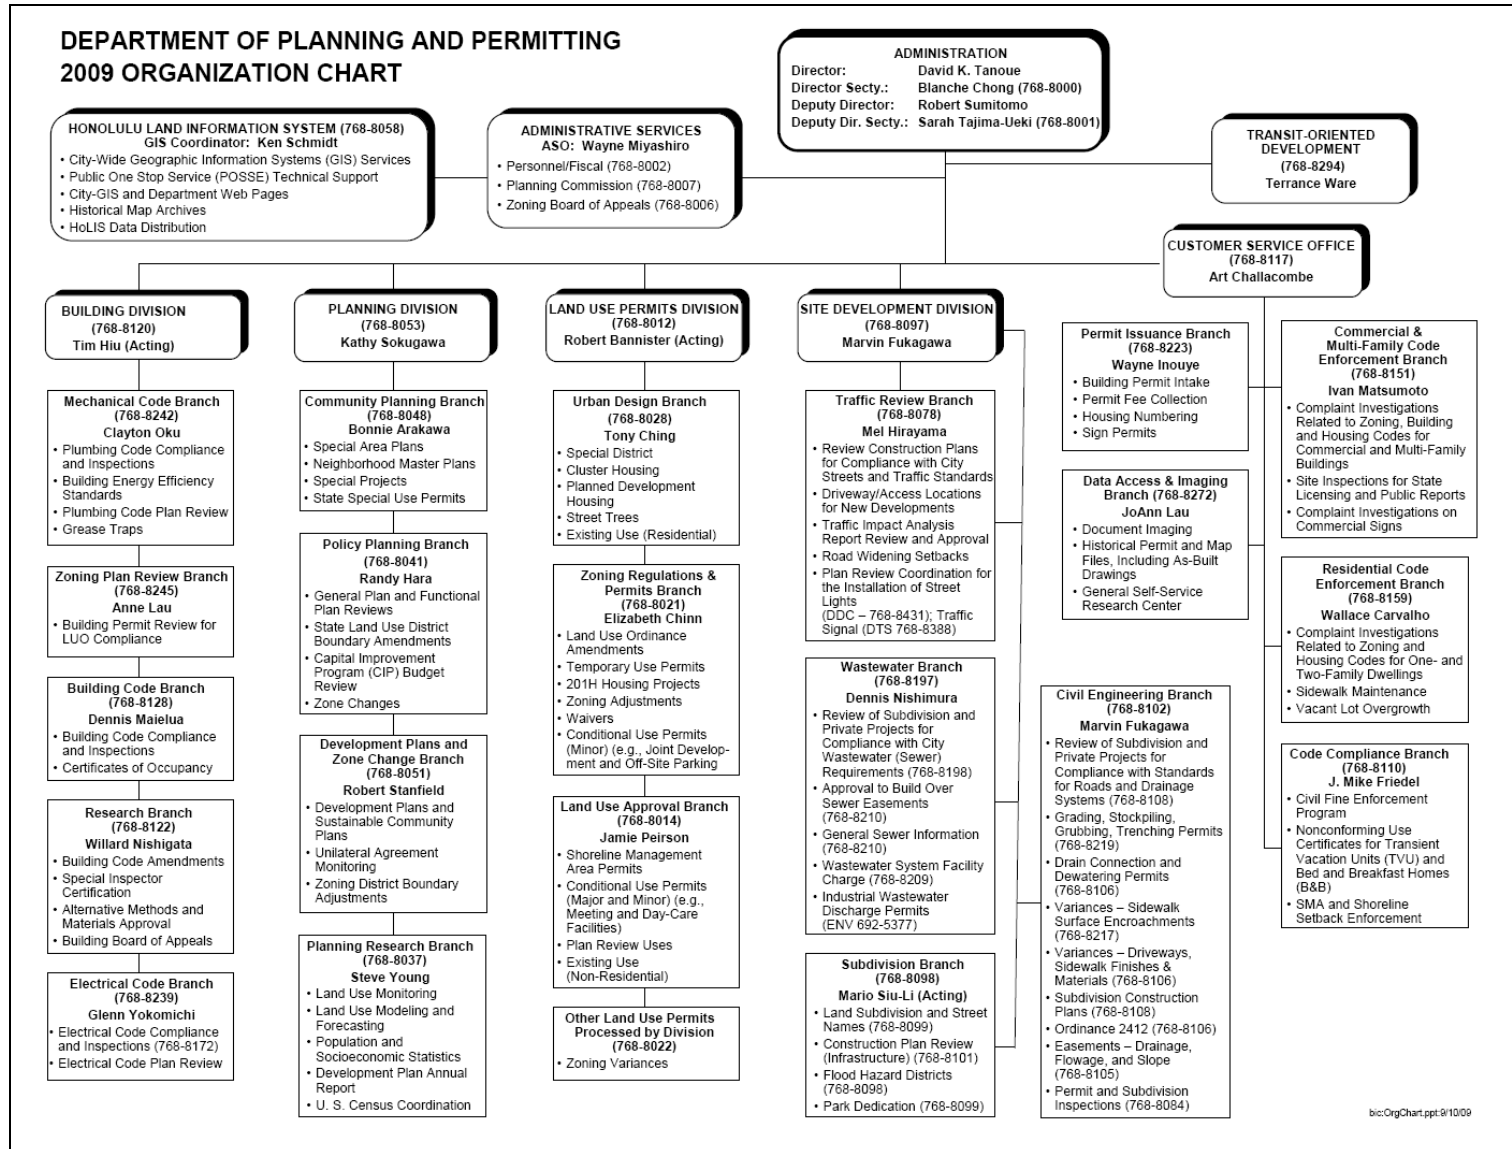 DEPARTMENT OF PLANNING AND PERMITTING
2009 ORGANIZATION CHART
ADMINISTRATION
Director: David K. Tanoue
Director Secty.: Blanche Chong (768-8000)
Deputy Director: Robert Sumitomo
Deputy Dir. Secty.: Sarah Tajima-Ueki (768-8001)
HONOLULU LAND INFORMATION SYSTEM (768-8058)
GIS Coordinator: Ken Schmidt
• City-Wide Geographic Information Systems (GIS) Services
• Public One Stop Service (POSSE) Technical Support
• City-GIS and Department Web Pages
• Historical Map Archives
• HoLIS Data Distribution
ADMINISTRATIVE SERVICES
ASO: Wayne Miyashiro
• Personnel/Fiscal (768-8002)
• Planning Commission (768-8007)
• Zoning Board of Appeals (768-8006)
TRANSIT-ORIENTED
DEVELOPMENT
(768-8294)
Terrance Ware
CUSTOMER SERVICE OFFICE
(768-8117)
Art Challacombe
BUILDING DIVISION
(768-8120)
Tim Hiu (Acting)
Mechanical Code Branch
(768-8242)
Clayton Oku
• Plumbing Code Compliance
and Inspections
• Building Energy Efficiency
Standards
• Plumbing Code Plan Review
• Grease Traps
Zoning Plan Review Branch
(768-8245)
Anne Lau
• Building Permit Review for
LUO Compliance
Building Code Branch
(768-8128)
Dennis Maielua
• Building Code Compliance
and Inspections
• Certificates of Occupancy
Research Branch
(768-8122)
Willard Nishigata
• Building Code Amendments
• Special Inspector
Certification
• Alternative Methods and
Materials Approval
• Building Board of Appeals
Electrical Code Branch
(768-8239)
Glenn Yokomichi
• Electrical Code Compliance
and Inspections (768-8172)
• Electrical Code Plan Review
PLANNING DIVISION
(768-8053)
Kathy Sokugawa
Community Planning Branch
(768-8048)
Bonnie Arakawa
• Special Area Plans
• Neighborhood Master Plans
• Special Projects
• State Special Use Permits
Policy Planning Branch
(768-8041)
Randy Hara
• General Plan and Functional
Plan Reviews
• State Land Use District
Boundary Amendments
• Capital Improvement
Program (CIP) Budget
Review
• Zone Changes
Development Plans and
Zone Change Branch
(768-8051)
Robert Stanfield
• Development Plans and
Sustainable Community
Plans
• Unilateral Agreement
Monitoring
• Zoning District Boundary
Adjustments
Planning Research Branch
(768-8037)
Steve Young
• Land Use Monitoring
• Land Use Modeling and
Forecasting
• Population and
Socioeconomic Statistics
• Development Plan Annual
Report
• U. S. Census Coordination
LAND USE PERMITS DIVISION
(768-8012)
Robert Bannister (Acting)
Urban Design Branch
(768-8028)
Tony Ching
• Special District
• Cluster Housing
• Planned Development
Housing
• Street Trees
• Existing Use (Residential)
Zoning Regulations &
Permits Branch
(768-8021)
Elizabeth Chinn
• Land Use Ordinance
Amendments
• Temporary Use Permits
• 201H Housing Projects
• Zoning Adjustments
• Waivers
• Conditional Use Permits
(Minor) (e.g., Joint Develop-
ment and Off-Site Parking
Land Use Approval Branch
(768-8014)
Jamie Peirson
• Shoreline Management
Area Permits
• Conditional Use Permits
(Major and Minor) (e.g.,
Meeting and Day-Care
Facilities)
• Plan Review Uses
• Existing Use
(Non-Residential)
Other Land Use Permits
Processed by Division
(768-8022)
• Zoning Variances
SITE DEVELOPMENT DIVISION
(768-8097)
Marvin Fukagawa
Traffic Review Branch
(768-8078)
Mel Hirayama
• Review Construction Plans
for Compliance with City
Streets and Traffic Standards
• Driveway/Access Locations
for New Developments
• Traffic Impact Analysis
Report Review and Approval
• Road Widening Setbacks
• Plan Review Coordination for
the Installation of Street
Lights
(DDC – 768-8431); Traffic
Signal (DTS 768-8388)
Wastewater Branch
(768-8197)
Dennis Nishimura
• Review of Subdivision and
Private Projects for
Compliance with City
Wastewater (Sewer)
Requirements (768-8198)
• Approval to Build Over
Sewer Easements
(768-8210)
• General Sewer Information
(768-8210)
• Wastewater System Facility
Charge (768-8209)
• Industrial Wastewater
Discharge Permits
(ENV 692-5377)
Subdivision Branch
(768-8098)
Mario Siu-Li (Acting)
• Land Subdivision and Street
Names (768-8099)
• Construction Plan Review
(Infrastructure) (768-8101)
• Flood Hazard Districts
(768-8098)
• Park Dedication (768-8099)
Civil Engineering Branch
(768-8102)
Marvin Fukagawa
• Review of Subdivision and
Private Projects for
Compliance with Standards
for Roads and Drainage
Systems (768-8108)
• Grading, Stockpiling,
Grubbing, Trenching Permits
(768-8219)
• Drain Connection and
Dewatering Permits
(768-8106)
• Variances – Sidewalk
Surface Encroachments
(768-8217)
• Variances – Driveways,
Sidewalk Finishes &
Materials (768-8106)
• Subdivision Construction
Plans (768-8108)
• Ordinance 2412 (768-8106)
• Easements – Drainage,
Flowage, and Slope
(768-8105)
• Permit and Subdivision
Inspections (768-8084)
Permit Issuance Branch
(768-8223)
Wayne Inouye
• Building Permit Intake
• Permit Fee Collection
• Housing Numbering
• Sign Permits
Data Access & Imaging
Branch (768-8272)
JoAnn Lau
• Document Imaging
• Historical Permit and Map
Files, Including As-Built
Drawings
• General Self-Service
Research Center
Commercial &
Multi-Family Code
Enforcement Branch
(768-8151)
Ivan Matsumoto
• Complaint Investigations
Related to Zoning, Building
and Housing Codes for
Commercial and Multi-Family
Buildings
• Site Inspections for State
Licensing and Public Reports
• Complaint Investigations on
Commercial Signs
Residential Code
Enforcement Branch
(768-8159)
Wallace Carvalho
• Complaint Investigations
Related to Zoning and
Housing Codes for One- and
Two-Family Dwellings
• Sidewalk Maintenance
• Vacant Lot Overgrowth
Code Compliance Branch
(768-8110)
J. Mike Friedel
• Civil Fine Enforcement
Program
• Nonconforming Use
Certificates for Transient
Vacation Units (TVU) and
Bed and Breakfast Homes
(B&B)
• SMA and Shoreline
Setback Enforcement
bic:OrgChart.ppt:9/10/09